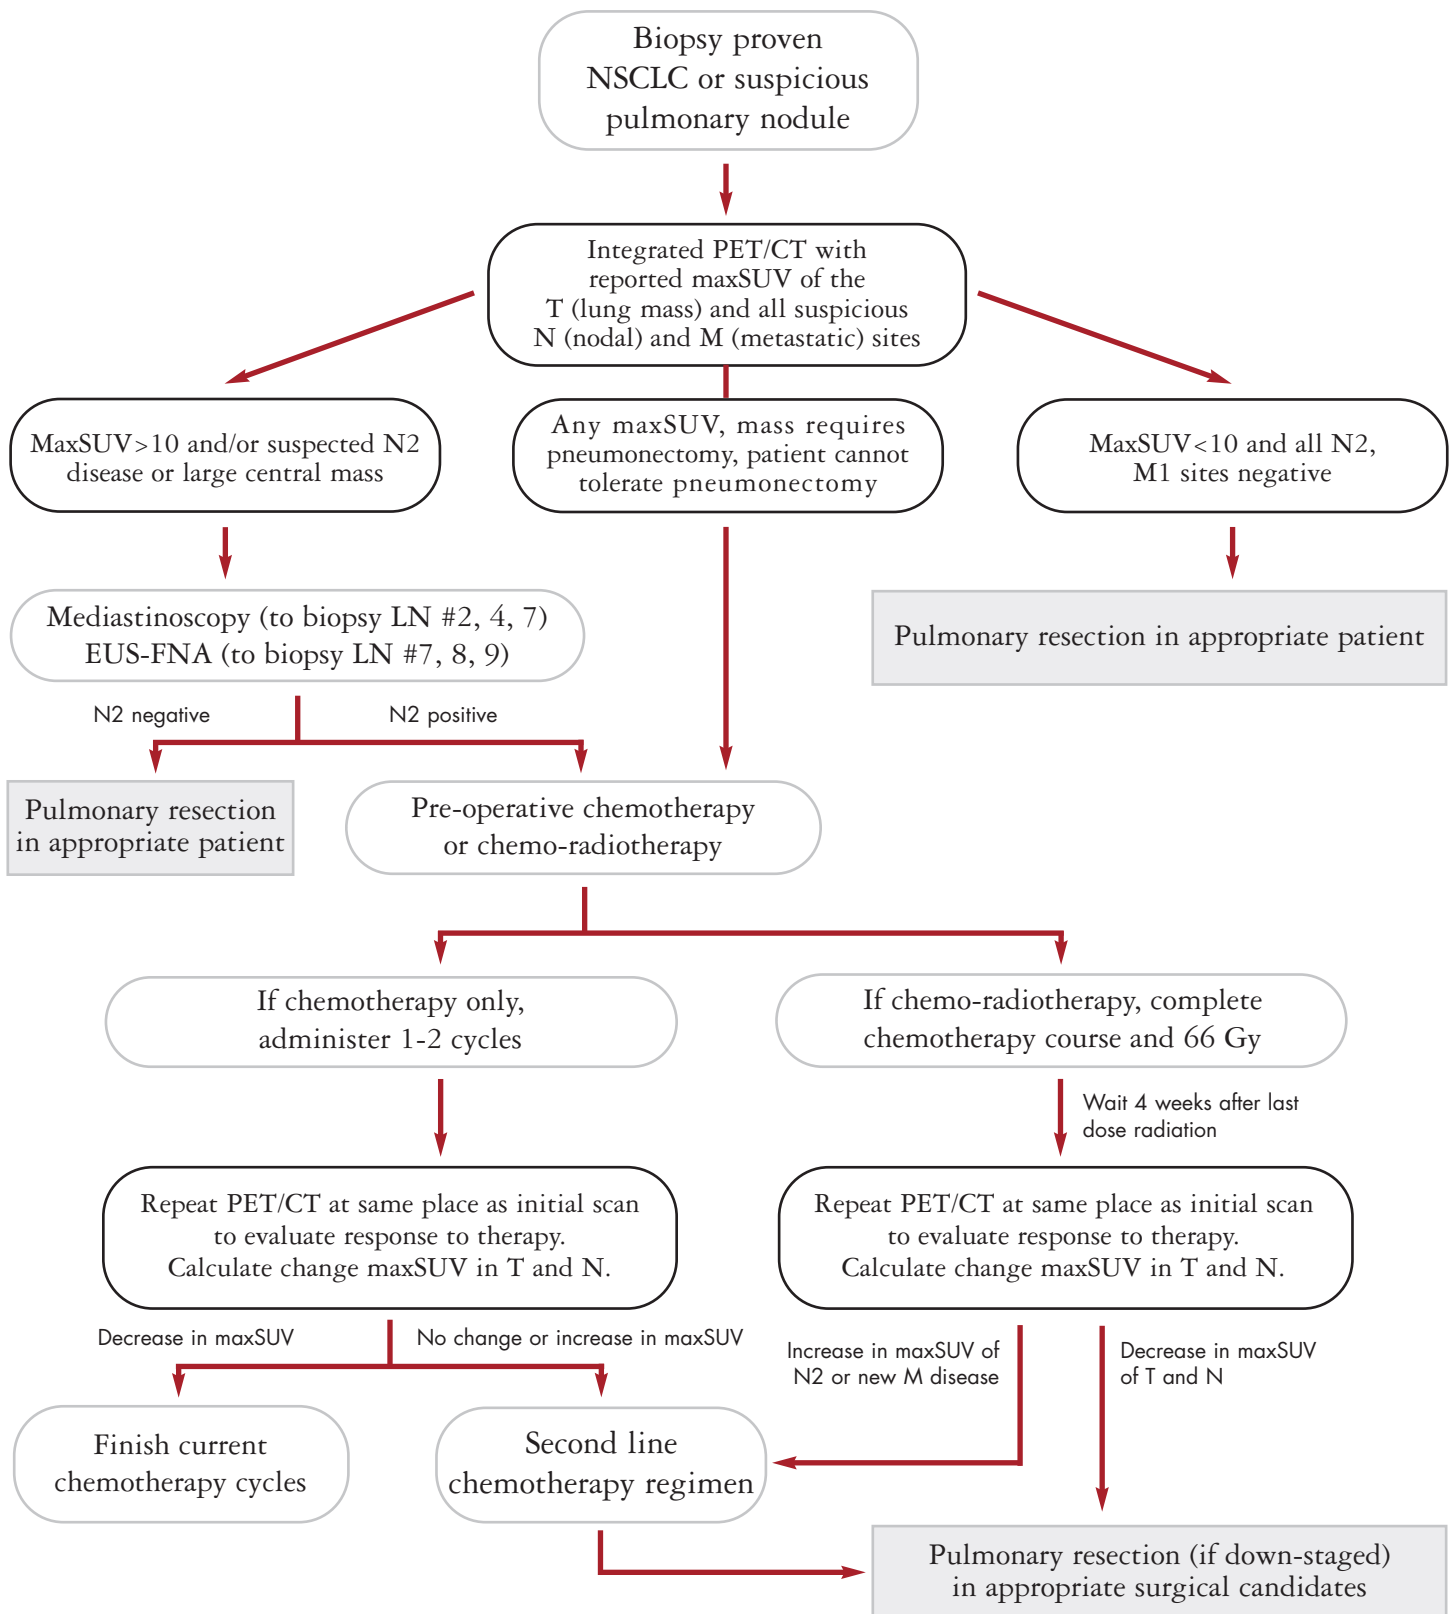 Biopsy proven
NSCLC or suspicious
pulmonary nodule
Integrated PET/CT with
reported maxSUV of the
T (lung mass) and all suspicious
N (nodal) and M (metastatic) sites
MaxSUV>10 and/or suspected N2
disease or large central mass
Any maxSUV, mass requires
pneumonectomy, patient cannot
tolerate pneumonectomy
MaxSUV<10 and all N2,
M1 sites negative
Mediastinoscopy (to biopsy LN #2, 4, 7)
EUS-FNA (to biopsy LN #7, 8, 9)
Pulmonary resection in appropriate patient
N2 negative
N2 positive
Pulmonary resection
in appropriate patient
Pre-operative chemotherapy
or chemo-radiotherapy
If chemotherapy only,
administer 1-2 cycles
If chemo-radiotherapy, complete
chemotherapy course and 66 Gy
Wait 4 weeks after last
dose radiation
Repeat PET/CT at same place as initial scan
to evaluate response to therapy.
Calculate change maxSUV in T and N.
Repeat PET/CT at same place as initial scan
to evaluate response to therapy.
Calculate change maxSUV in T and N.
Decrease in maxSUV
No change or increase in maxSUV
Increase in maxSUV of
N2 or new M disease
Decrease in maxSUV
of T and N
Finish current
chemotherapy cycles
Second line
chemotherapy regimen
Pulmonary resection (if down-staged)
in appropriate surgical candidates